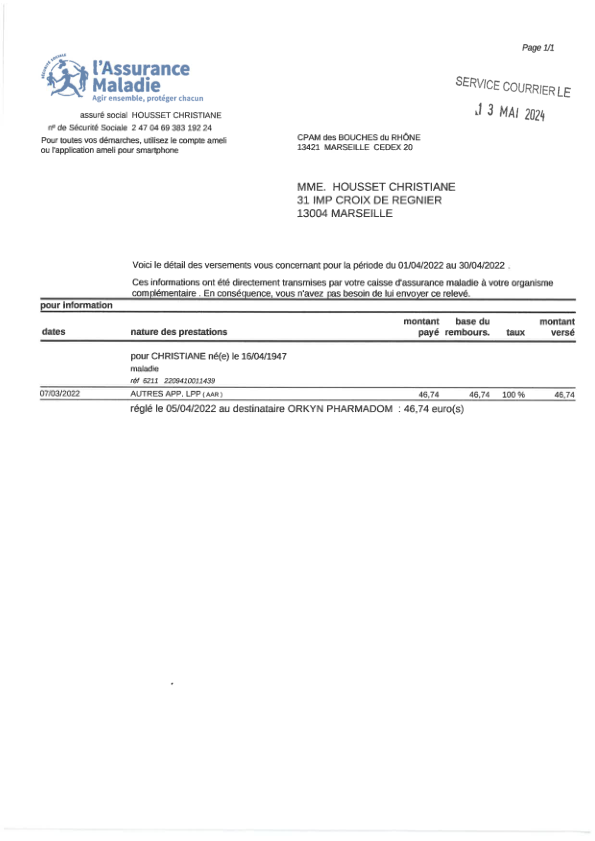 Page 1/1
SÉCURITÉ SOCIALE
l'Assurance
Maladie
Agir ensemble, protéger chacun
SERVICE COURRIER LE
13 MAI 2024
assuré social HOUSSET CHRISTIANE
nº de Sécurité Sociale 2 47 04 69 383 192 24
Pour toutes vos démarches, utilisez le compte ameli
ou l'application ameli pour smartphone
CPAM des BOUCHES du RHÔNE
13421 MARSEILLE CEDEX 20
MME. HOUSSET CHRISTIANE
31 IMP CROIX DE REGNIER
13004 MARSEILLE
Voici le détail des versements vous concernant pour la période du 01/04/2022 au 30/04/2022 .
Ces informations ont été directement transmises par votre caisse d'assurance maladie à votre organisme
complémentaire . En conséquence, vous n'avez pas besoin de lui envoyer ce relevé.
pour information
dates nature des prestations montant payé base du rembours. taux montant versé
pour CHRISTIANE né(e) le 16/04/1947
maladie
réf 6211 2209410011439
07/03/2022 AUTRES APP, LPP ( AAR ) 46,74 46,74 100 % 46,74
réglé le 05/04/2022 au destinataire ORKYN PHARMADOM : 46,74 euro(s)